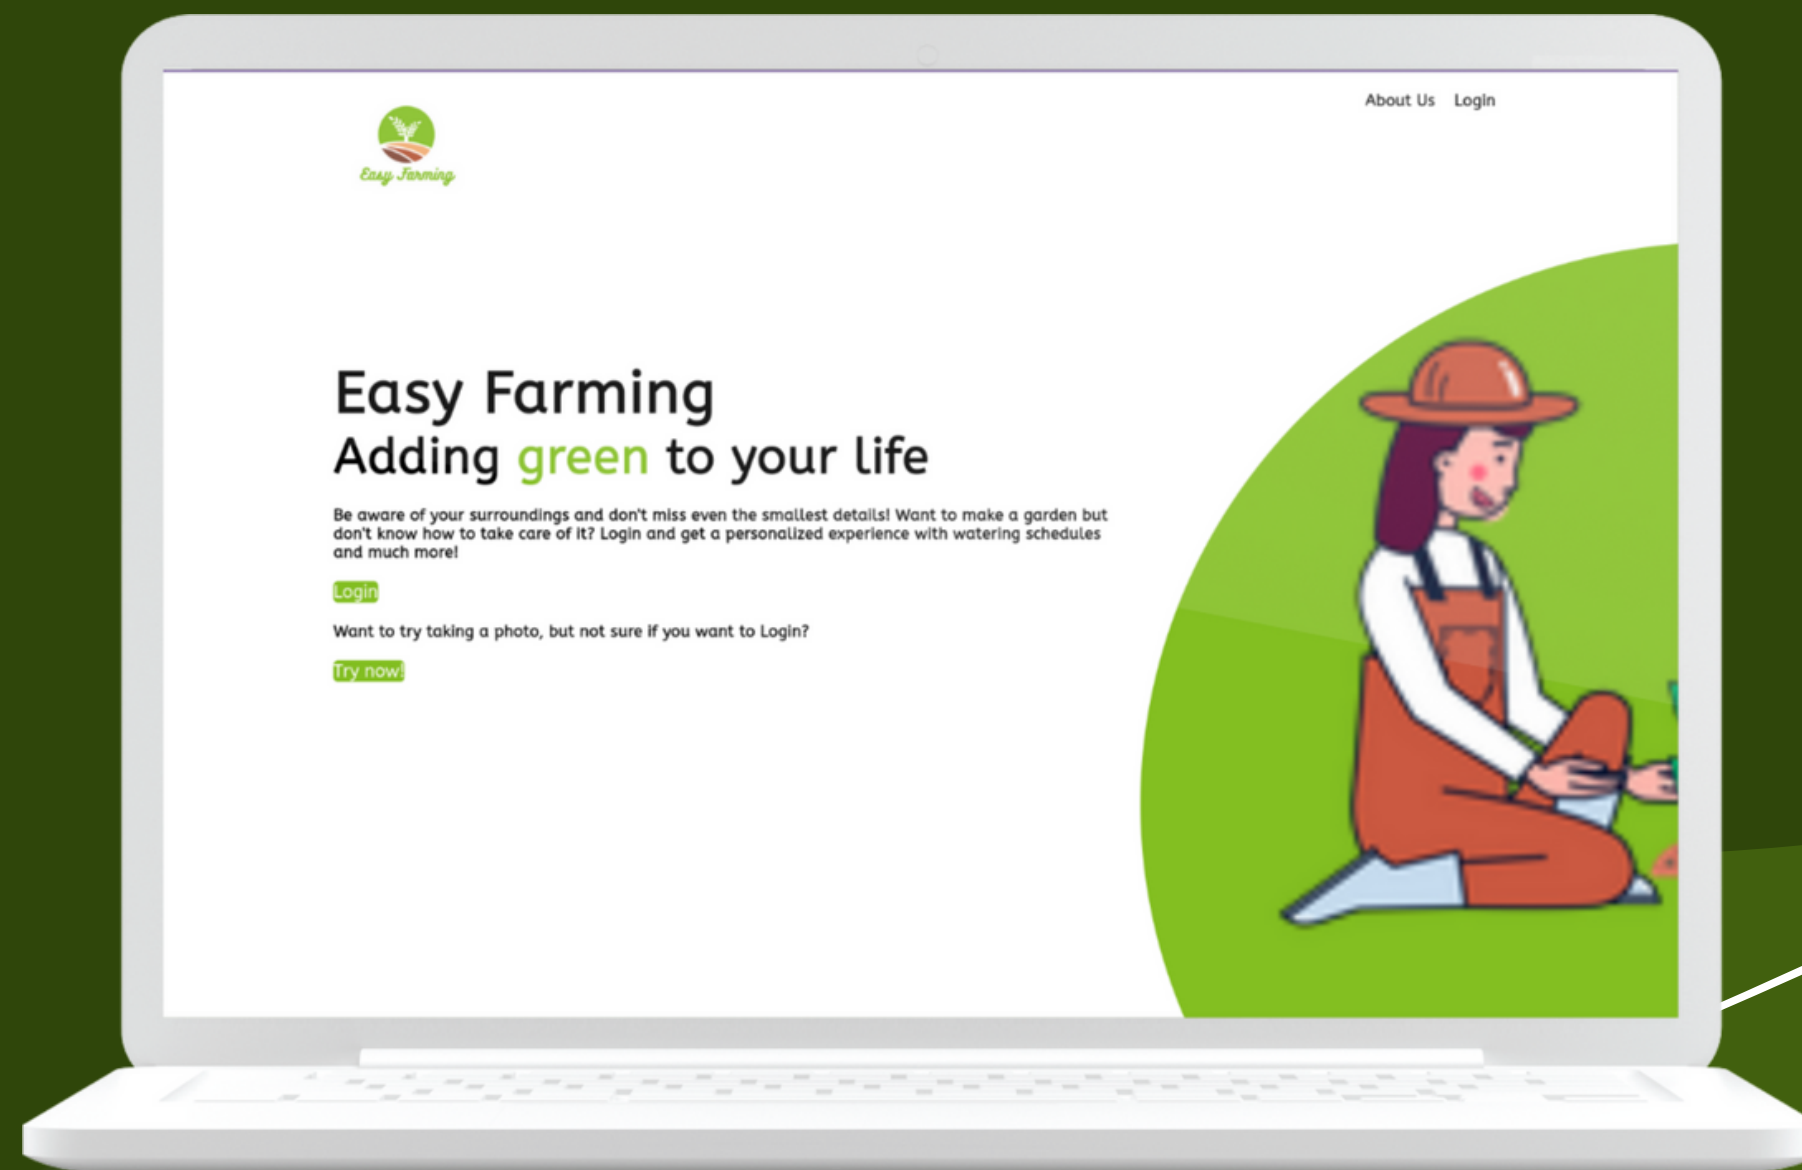 About Us Login
Easy Farming
Easy Farming
Adding green to your life
Be aware of your surroundings and don't miss even the smallest details! Want to make a garden but
don't know how to take care of it? Login and get a personalized experience with watering schedules
and much more!
Login
Want to try taking a photo, but not sure if you want to Login?
Try now!